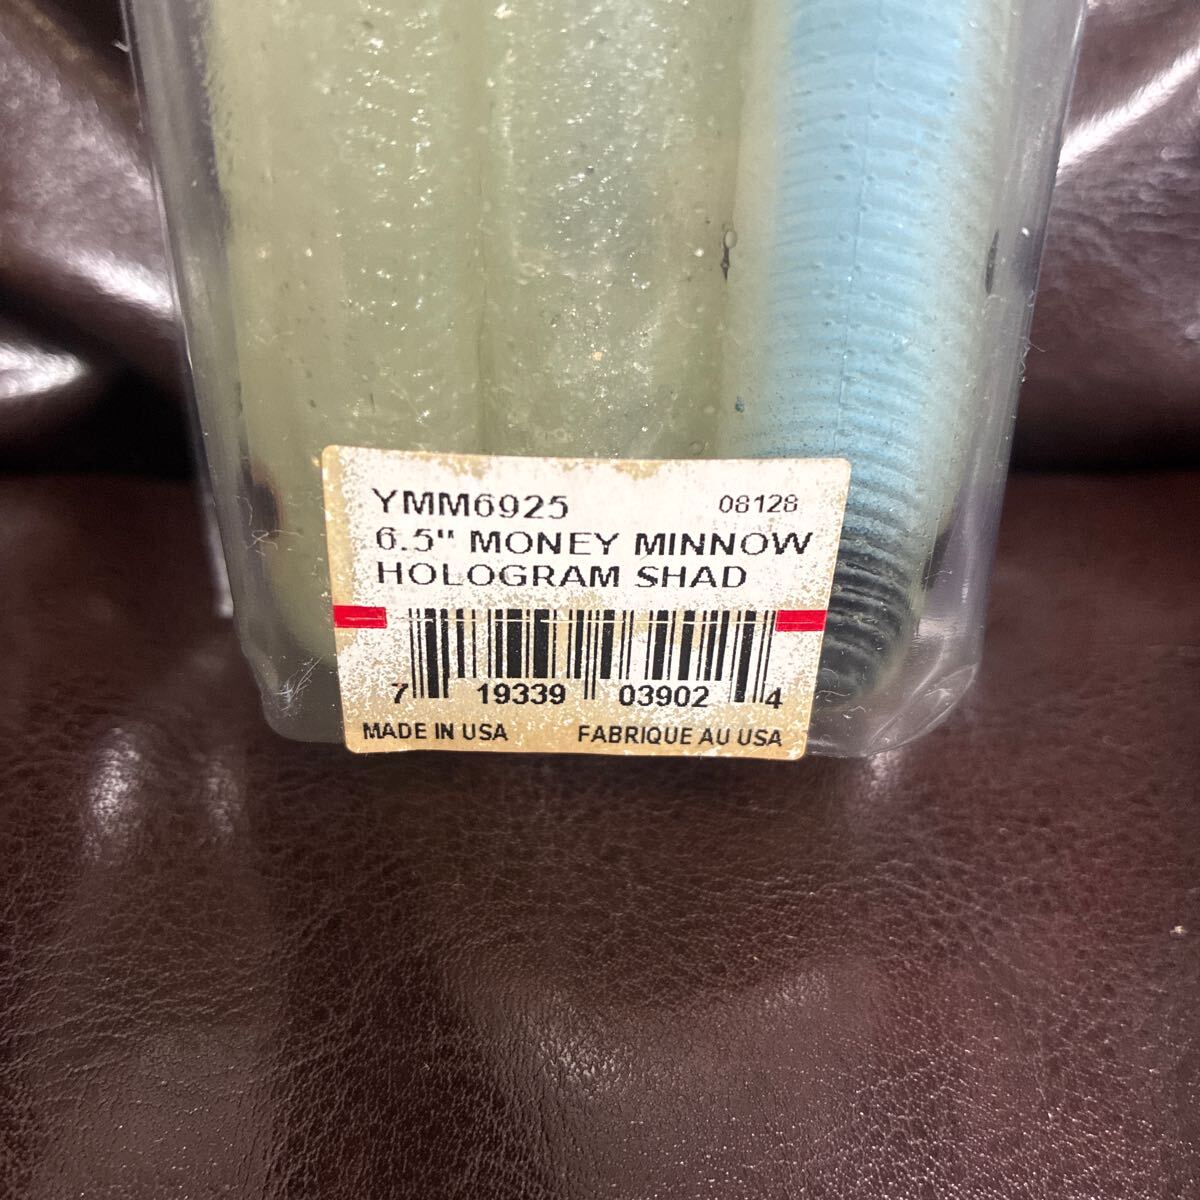 YMM6925 08128
6.5" MONEY MINNOW
HOLOGRAM SHAD
7 19339 03902 4
MADE IN USA FABRIQUE AU USA